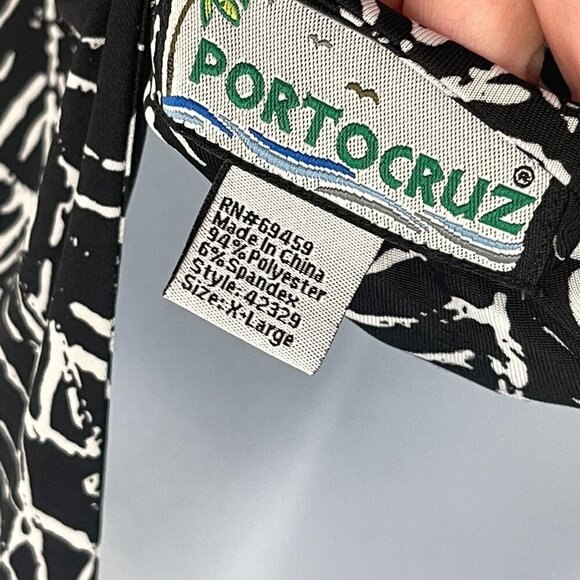 PORTOCRUZ®
RN#69459
Made In China
94% Polyester
6% Spandex
Style: 42329
Size: X-Large